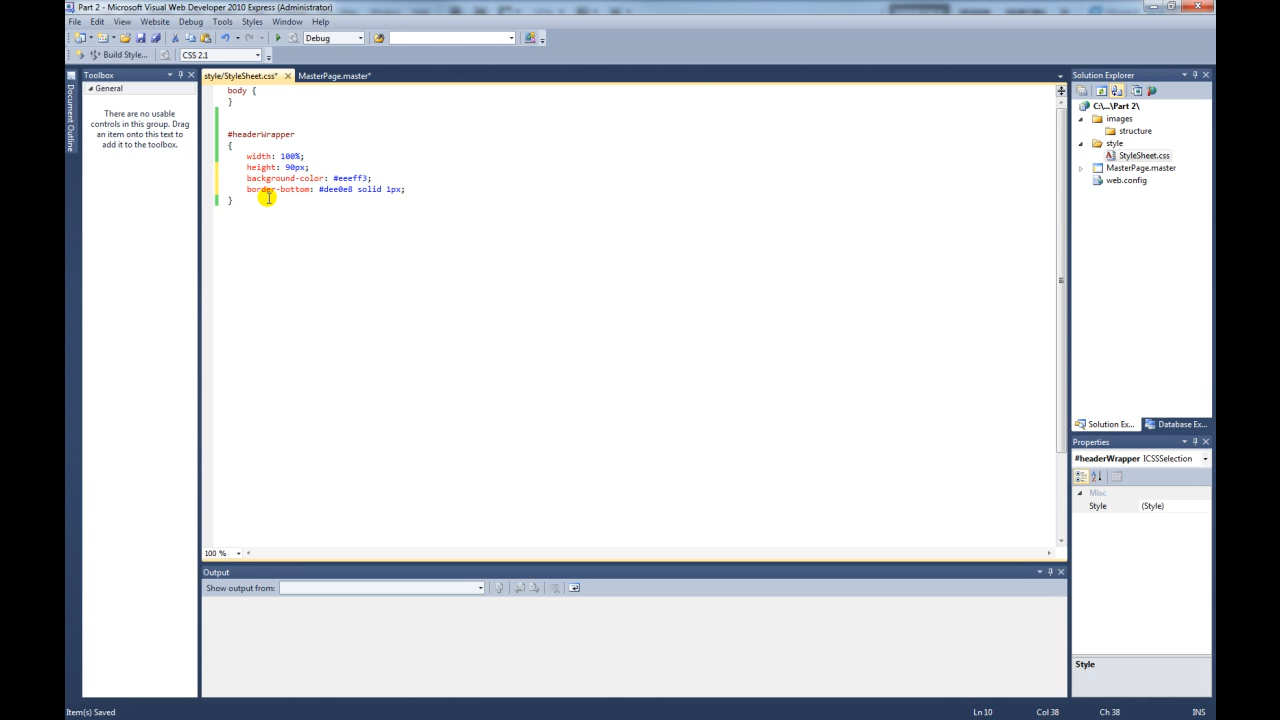 Part 2 - Microsoft Visual Web Developer 2010 Express (Administrator)
File Edit View Website Debug Tools Styles Window Help
Debug
Build Style... CSS 2.1
Document Outline
Toolbox
General
There are no usable
controls in this group. Drag
an item onto this text to
add it to the toolbox.
style/StyleSheet.css* MasterPage.master*
body {
}
#headerWrapper
{
width: 100%;
height: 90px;
background-color: #eeeff3;
border-bottom: #dee0e8 solid 1px;
}
100 %
Output
Show output from:
Solution Explorer
C:\...\Part 2\
images
structure
style
StyleSheet.css
MasterPage.master
web.config
Solution Ex... Database Ex...
Properties
#headerWrapper ICSSSelection
Misc
Style (Style)
Style
Item(s) Saved Ln 10 Col 38 Ch 38 INS